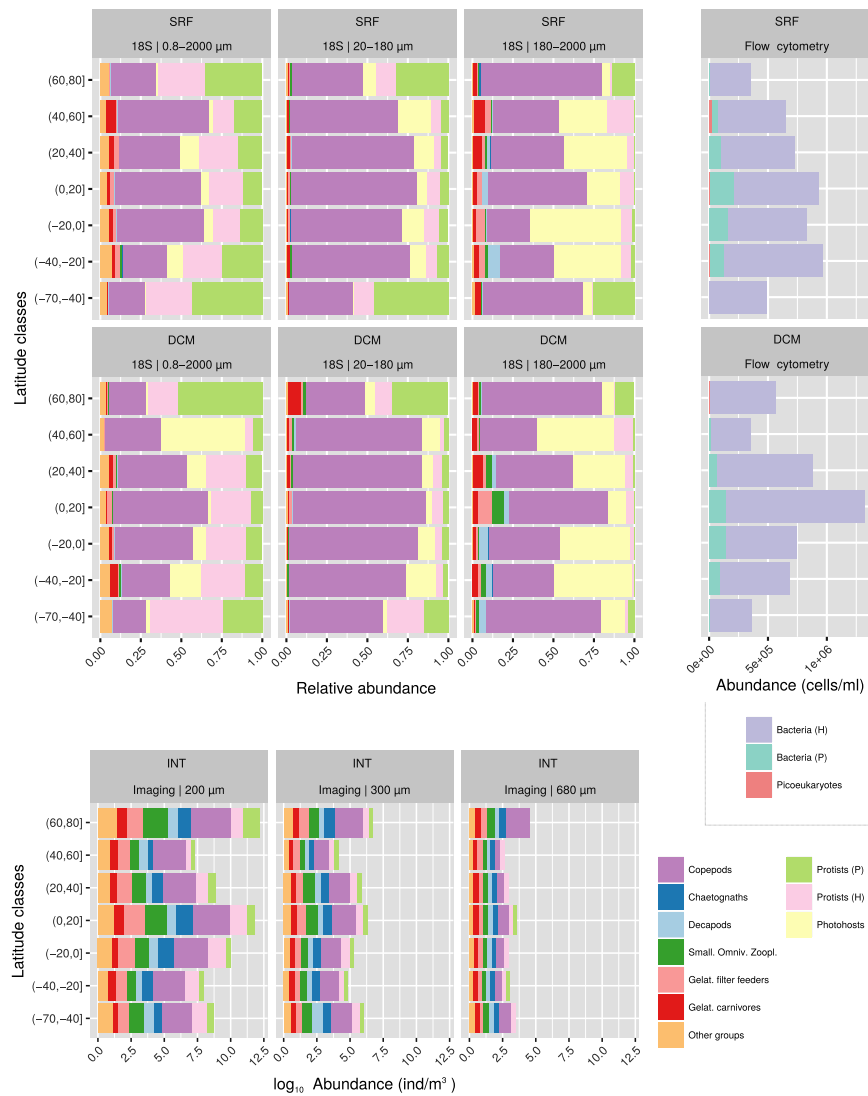 SRF SRF SRF SRF
18S | 0.8−2000 μm 18S | 20−180 μm 18S | 180−2000 μm Flow cytometry
(60,80]
(40,60]
(20,40]
(0,20]
(−20,0]
(−40,−20]
(−70,−40]
Latitude classes
DCM DCM DCM DCM
18S | 0.8−2000 μm 18S | 20−180 μm 18S | 180−2000 μm Flow cytometry
(60,80]
(40,60]
(20,40]
(0,20]
(−20,0]
(−40,−20]
(−70,−40]
0.00 0.25 0.50 0.75 1.00 0.00 0.25 0.50 0.75 1.00 0.00 0.25 0.50 0.75 1.00 0e+00 5e+05 1e+06
Relative abundance Abundance (cells/ml)
Bacteria (H)
Bacteria (P)
Picoeukaryotes
INT INT INT
Imaging | 200 μm Imaging | 300 μm Imaging | 680 μm
(60,80]
(40,60]
(20,40]
(0,20]
(−20,0]
(−40,−20]
(−70,−40]
Latitude classes
0.0 2.5 5.0 7.5 10.0 12.5 0.0 2.5 5.0 7.5 10.0 12.5 0.0 2.5 5.0 7.5 10.0 12.5
log₁₀ Abundance (ind/m³ )
Copepods
Chaetognaths
Decapods
Small. Omniv. Zoopl.
Gelat. filter feeders
Gelat. carnivores
Other groups
Protists (P)
Protists (H)
Photohosts